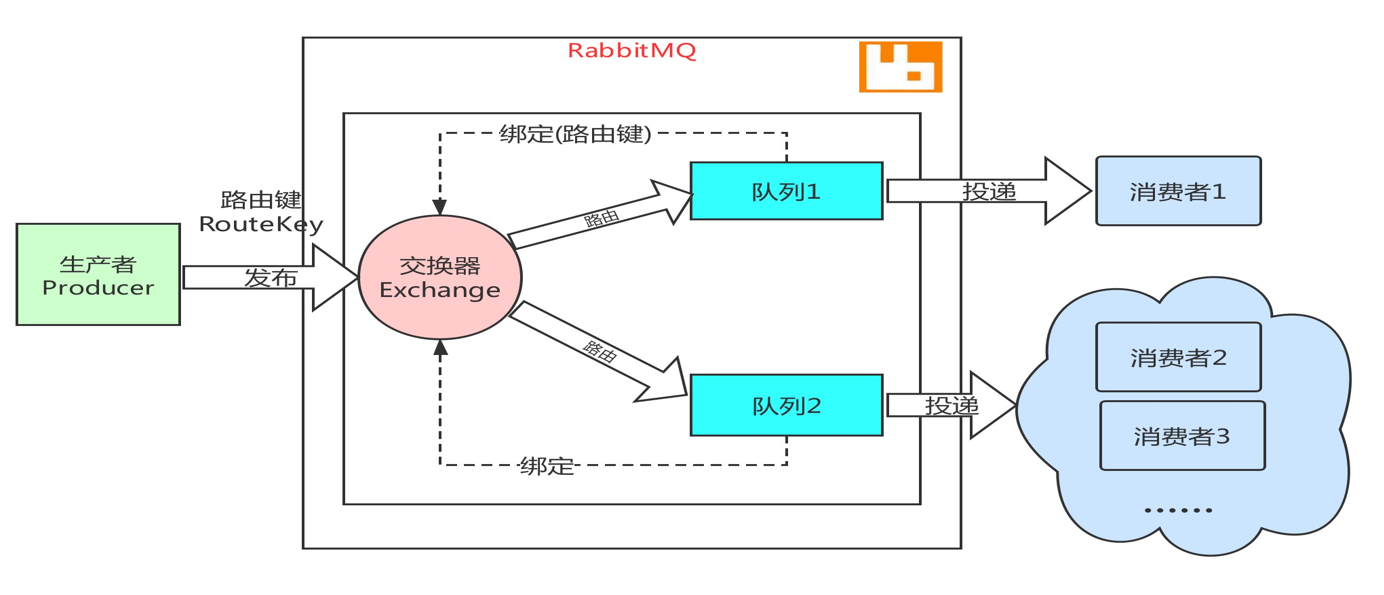 RabbitMQ
绑定(路由键)
路由键
RouteKey
生产者
Producer
发布
交换器
Exchange
路由
队列1
投递
消费者1
路由
队列2
投递
消费者2
消费者3
......
绑定